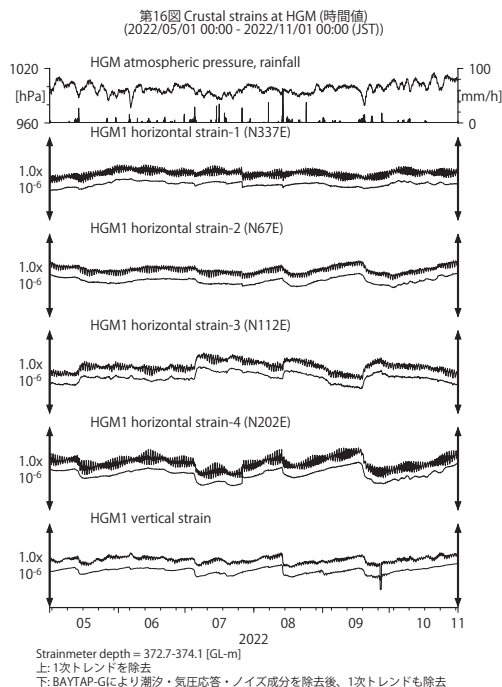 第16図 Crustal strains at HGM (時間値)
(2022/05/01 00:00 - 2022/11/01 00:00 (JST))
HGM atmospheric pressure, rainfall
1020
[hPa]
960
100
[mm/h]
0
HGM1 horizontal strain-1 (N337E)
1.0x
10-6
HGM1 horizontal strain-2 (N67E)
1.0x
10-6
HGM1 horizontal strain-3 (N112E)
1.0x
10-6
HGM1 horizontal strain-4 (N202E)
1.0x
10-6
HGM1 vertical strain
1.0x
10-6
05 06 07 08 09 10 11
2022
Strainmeter depth = 372.7-374.1 [GL-m]
上: 1次トレンドを除去
下: BAYTAP-Gにより潮汐・気圧応答・ノイズ成分を除去後、1次トレンドも除去